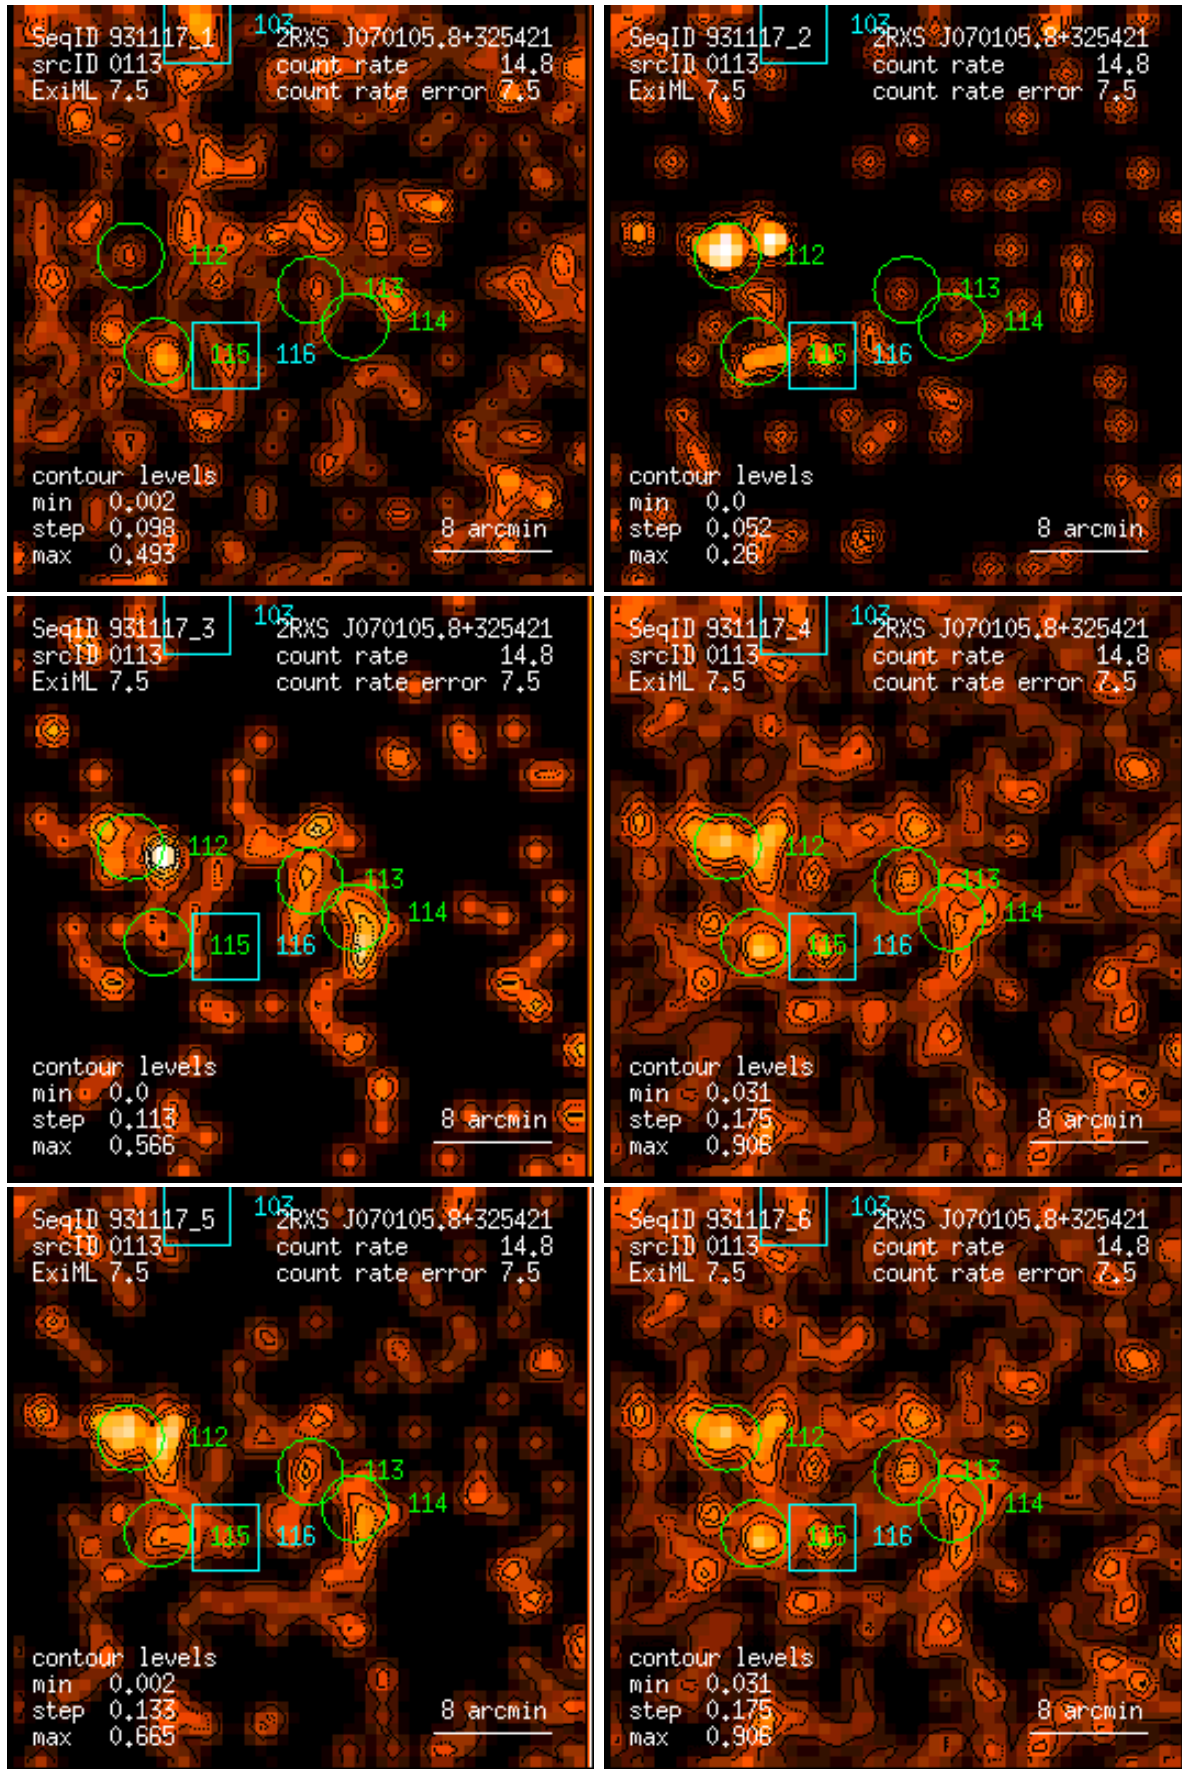 103
SeqID 931117_1 2RXS J070105.8+325421
srcID 0113 count rate 14.8
ExiML 7.5 count rate error 7.5
112
113
114
115 116
contour levels
min 0.002
step 0.098 8 arcmin
max 0.493
103
SeqID 931117_2 2RXS J070105.8+325421
srcID 0113 count rate 14.8
ExiML 7.5 count rate error 7.5
112
113
114
115 116
contour levels
min 0.0
step 0.052 8 arcmin
max 0.26
103
SeqID 931117_3 2RXS J070105.8+325421
srcID 0113 count rate 14.8
ExiML 7.5 count rate error 7.5
112
113
114
115 116
contour levels
min 0.0
step 0.113 8 arcmin
max 0.566
103
SeqID 931117_4 2RXS J070105.8+325421
srcID 0113 count rate 14.8
ExiML 7.5 count rate error 7.5
112
113
114
115 116
contour levels
min 0.031
step 0.175 8 arcmin
max 0.906
103
SeqID 931117_5 2RXS J070105.8+325421
srcID 0113 count rate 14.8
ExiML 7.5 count rate error 7.5
112
113
114
115 116
contour levels
min 0.002
step 0.133 8 arcmin
max 0.665
103
SeqID 931117_6 2RXS J070105.8+325421
srcID 0113 count rate 14.8
ExiML 7.5 count rate error 7.5
112
113
114
115 116
contour levels
min 0.031
step 0.175 8 arcmin
max 0.906